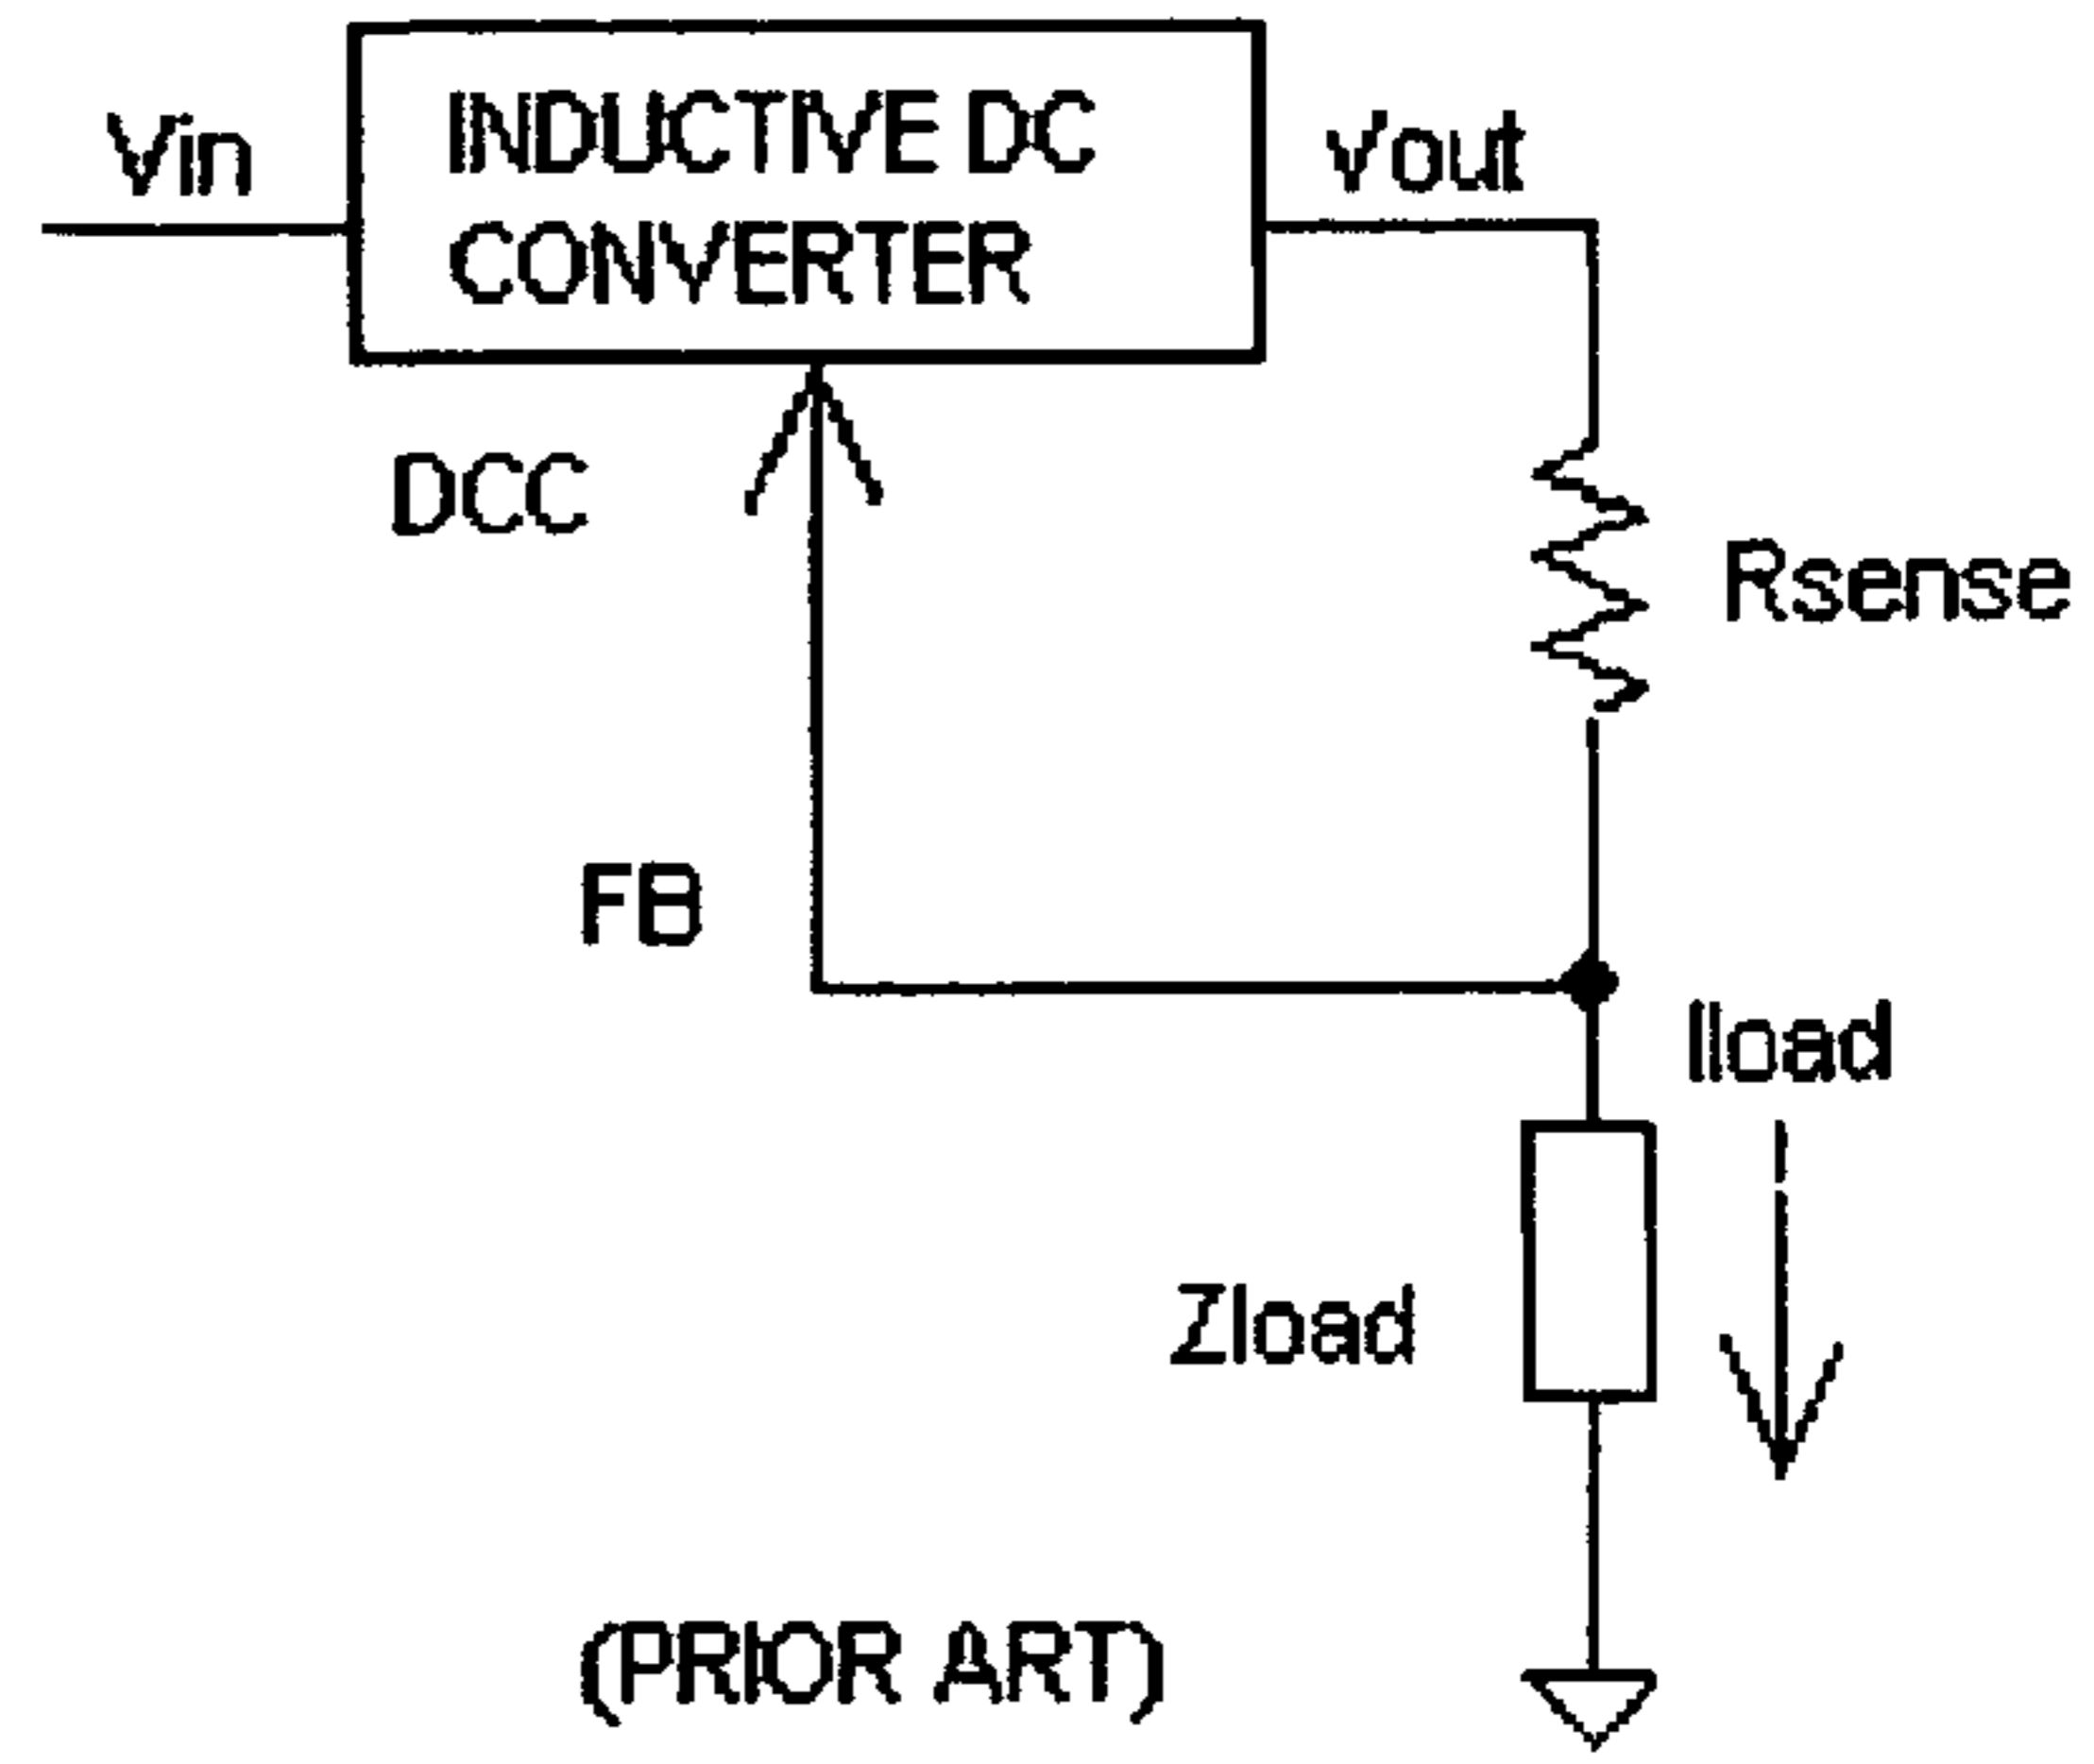 Vin
INDUCTIVE DC
CONVERTER
Vout
DCC
Rsense
FB
Iload
Zload
(PRIOR ART)